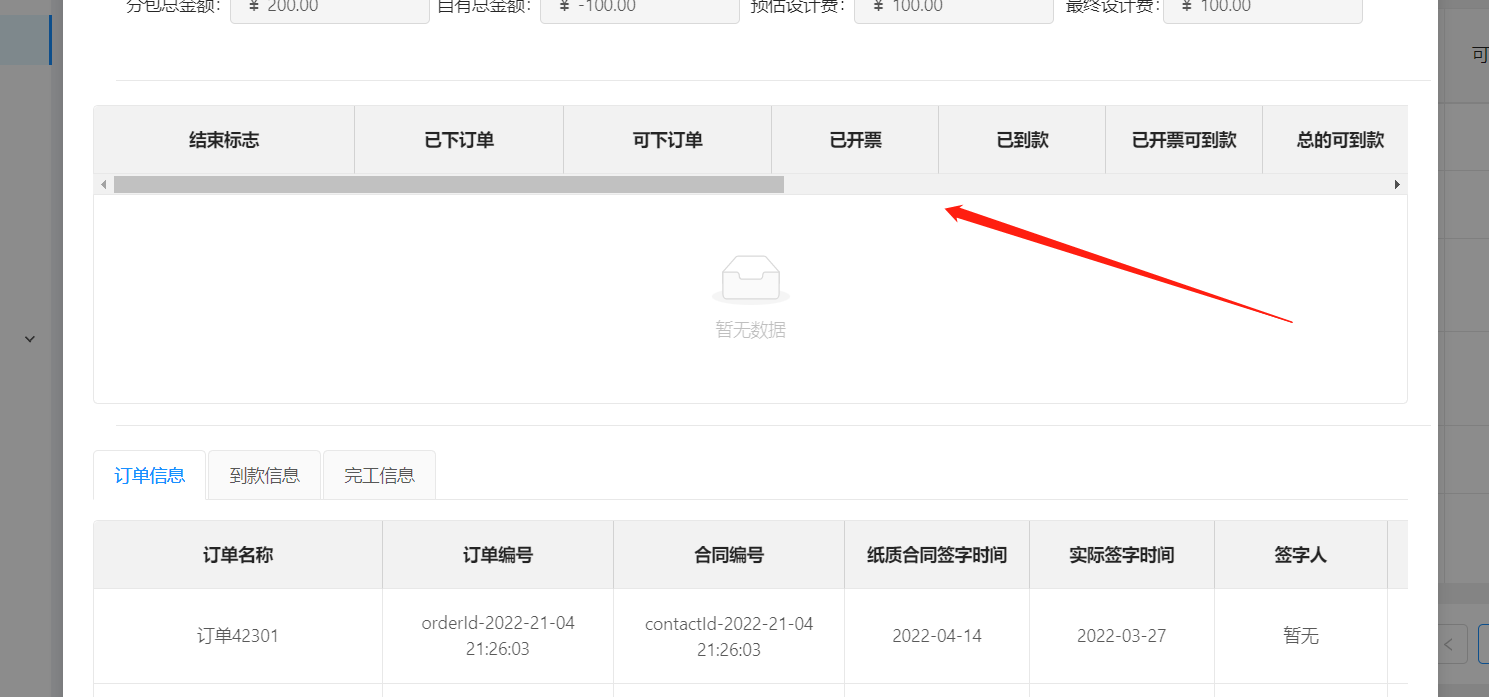 分包总金额: ¥ 200.00 自有总金额: ¥ -100.00 预估设计费: ¥ 100.00 最终设计费: ¥ 100.00
可
结束标志 已下订单 可下订单 已开票 已到款 已开票可到款 总的可到款
暂无数据
订单信息 到款信息 完工信息
订单名称 订单编号 合同编号 纸质合同签字时间 实际签字时间 签字人
订单42301 orderId-2022-21-04 21:26:03 contactId-2022-21-04 21:26:03 2022-04-14 2022-03-27 暂无